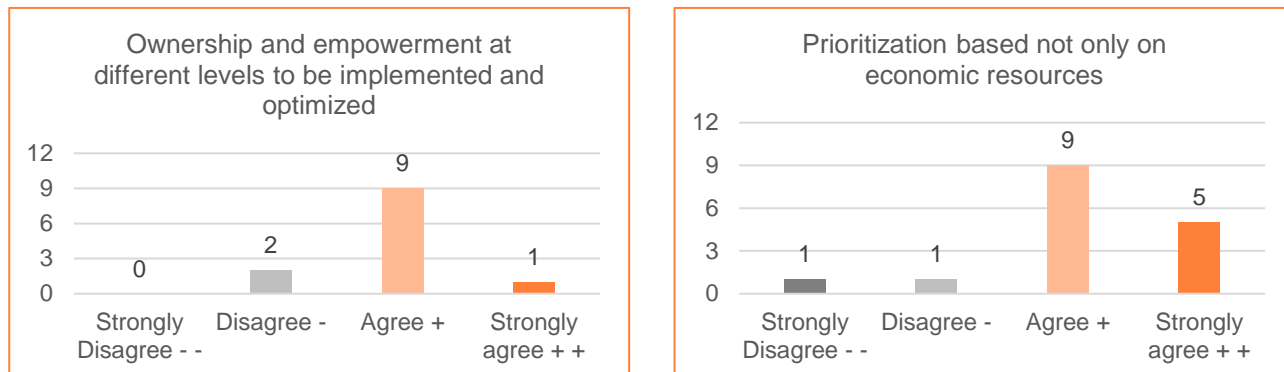 Ownership and empowerment at
different levels to be implemented and
optimized
12
9
6
3
0
0
2
9
1
Strongly
Disagree - -
Disagree -
Agree +
Strongly
agree + +
Prioritization based not only on
economic resources
12
9
6
3
0
1
1
9
5
Strongly
Disagree - -
Disagree -
Agree +
Strongly
agree + +